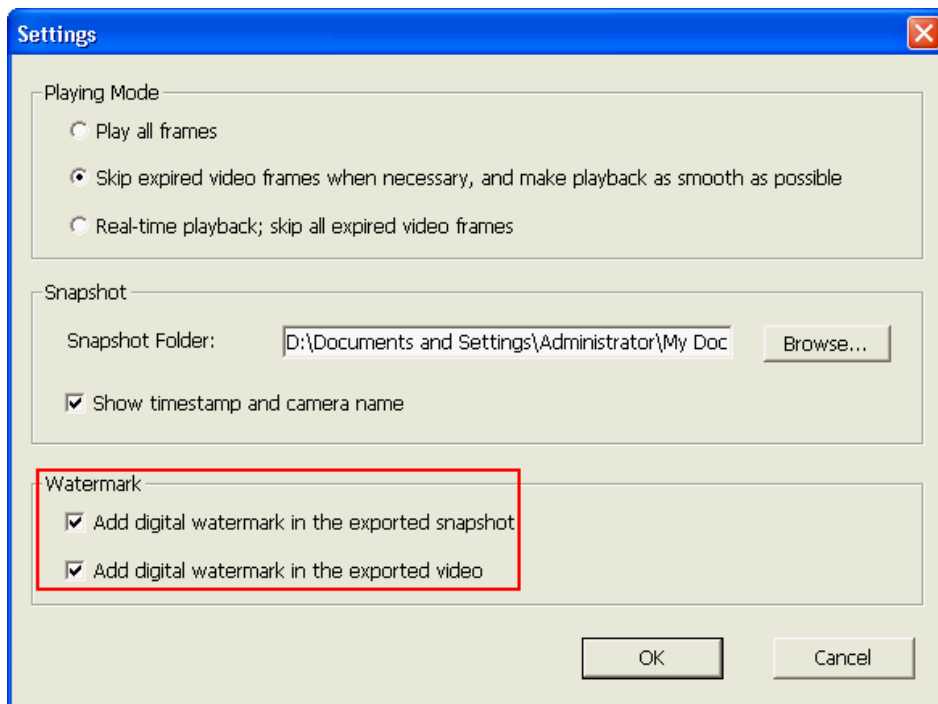 Settings
Playing Mode
Play all frames
Skip expired video frames when necessary, and make playback as smooth as possible
Real-time playback; skip all expired video frames
Snapshot
Snapshot Folder: D:\Documents and Settings\Administrator\My Doc Browse...
Show timestamp and camera name
Watermark
Add digital watermark in the exported snapshot
Add digital watermark in the exported video
OK Cancel